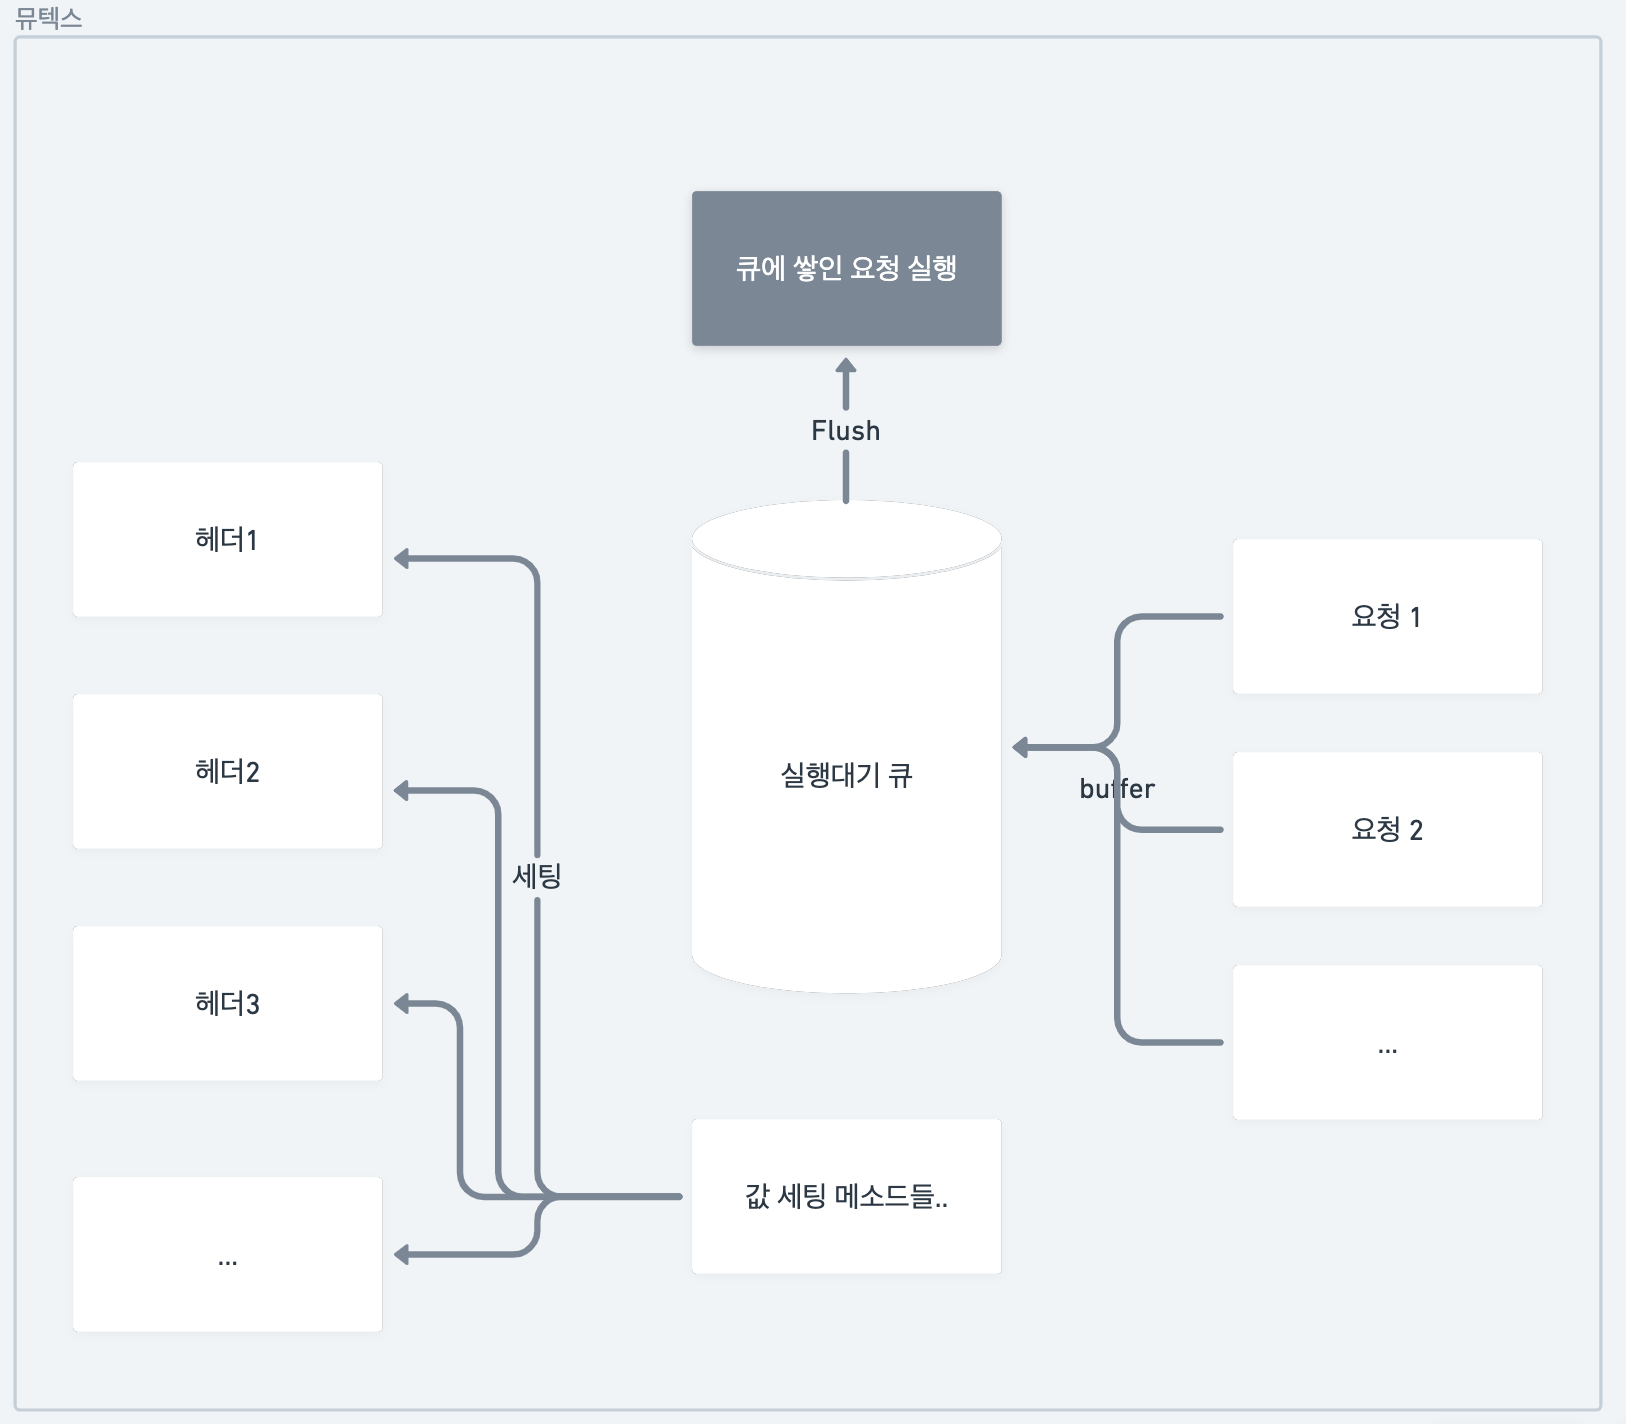 뮤텍스
큐에 쌓인 요청 실행
Flush
헤더1
헤더2
헤더3
...
세팅
실행대기 큐
buffer
요청 1
요청 2
...
값 세팅 메소드들..